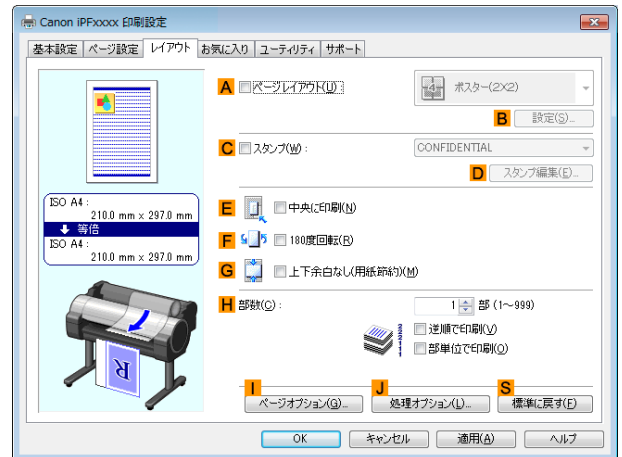 Canon iPFxxxx 印刷設定
基本設定 ページ設定 レイアウト お気に入り ユーティリティ サポート
A ページレイアウト(U) : 4 ポスター(2X2)
B 設定(S)...
C スタンプ(W) : CONFIDENTIAL
D スタンプ編集(E)...
ISO A4 :
210.0 mm x 297.0 mm
等倍
ISO A4 :
210.0 mm x 297.0 mm
E 中央に印刷(N)
F 180度回転(R)
G 上下余白なし(用紙節約)(M)
H 部数(C) : 1 部 (1～999)
逆順で印刷(V)
部単位で印刷(O)
3
3
2
2
1
1
R
I J S
ページオプション(G)... 処理オプション(L)... 標準に戻す(F)
OK キャンセル 適用(A) ヘルプ